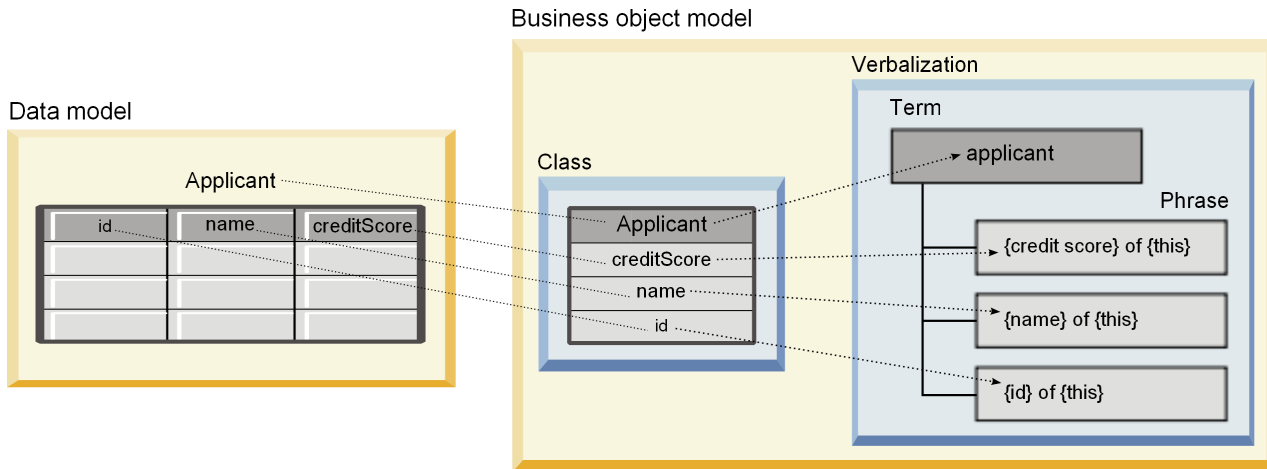 Business object model
Data model
Applicant
id
name
creditScore
Class
Applicant
creditScore
name
id
Verbalization
Term
applicant
Phrase
{credit score} of {this}
{name} of {this}
{id} of {this}